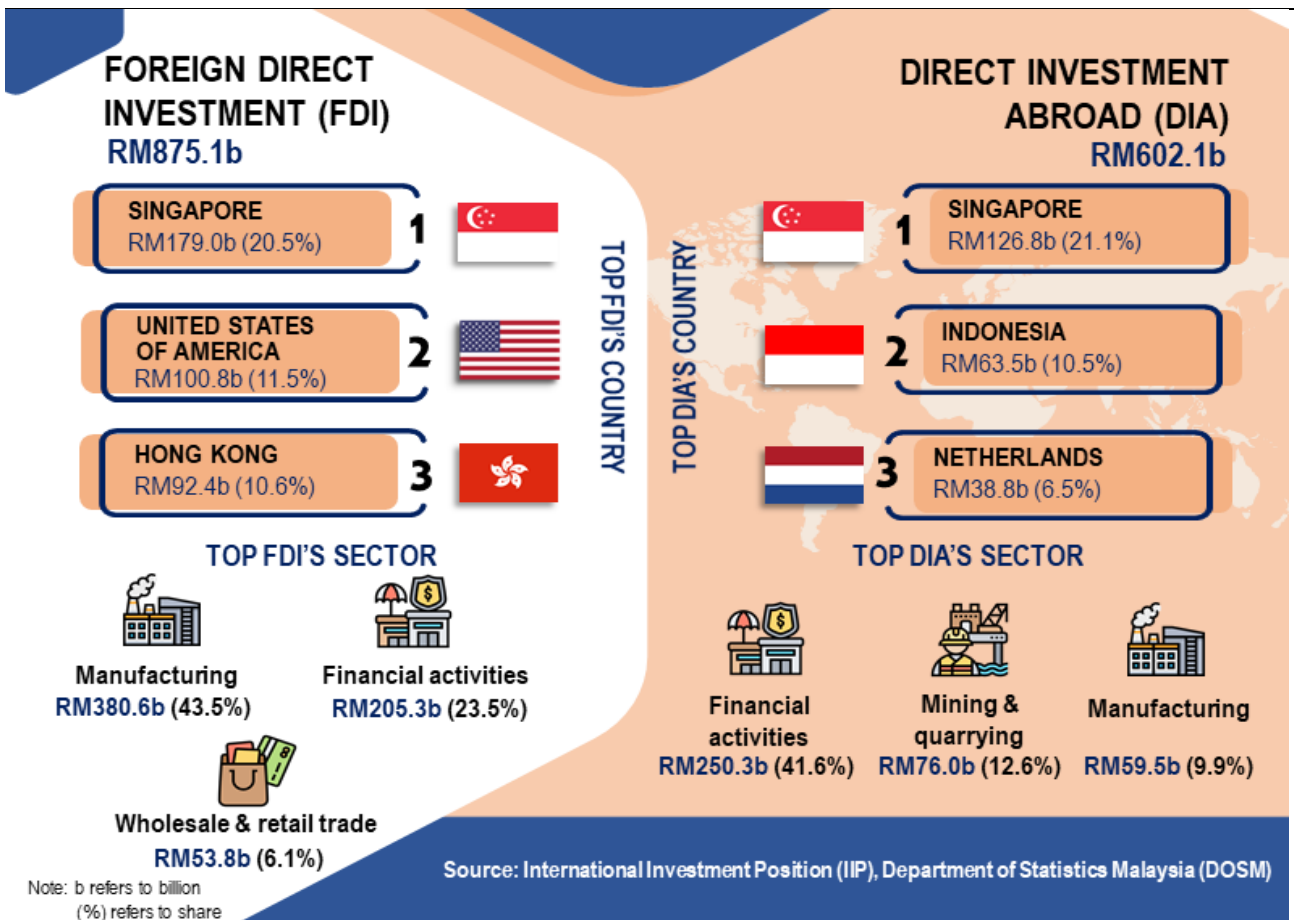 FOREIGN DIRECT
INVESTMENT (FDI)
RM875.1b
SINGAPORE
RM179.0b (20.5%)
1
UNITED STATES
OF AMERICA
RM100.8b (11.5%)
2
HONG KONG
RM92.4b (10.6%)
3
TOP FDI'S COUNTRY
TOP FDI'S SECTOR
Manufacturing
RM380.6b (43.5%)
Financial activities
RM205.3b (23.5%)
Wholesale & retail trade
RM53.8b (6.1%)
Note: b refers to billion
(%) refers to share
DIRECT INVESTMENT
ABROAD (DIA)
RM602.1b
TOP DIA'S COUNTRY
1
SINGAPORE
RM126.8b (21.1%)
2
INDONESIA
RM63.5b (10.5%)
3
NETHERLANDS
RM38.8b (6.5%)
TOP DIA'S SECTOR
Financial
activities
RM250.3b (41.6%)
Mining &
quarrying
RM76.0b (12.6%)
Manufacturing
RM59.5b (9.9%)
Source: International Investment Position (IIP), Department of Statistics Malaysia (DOSM)